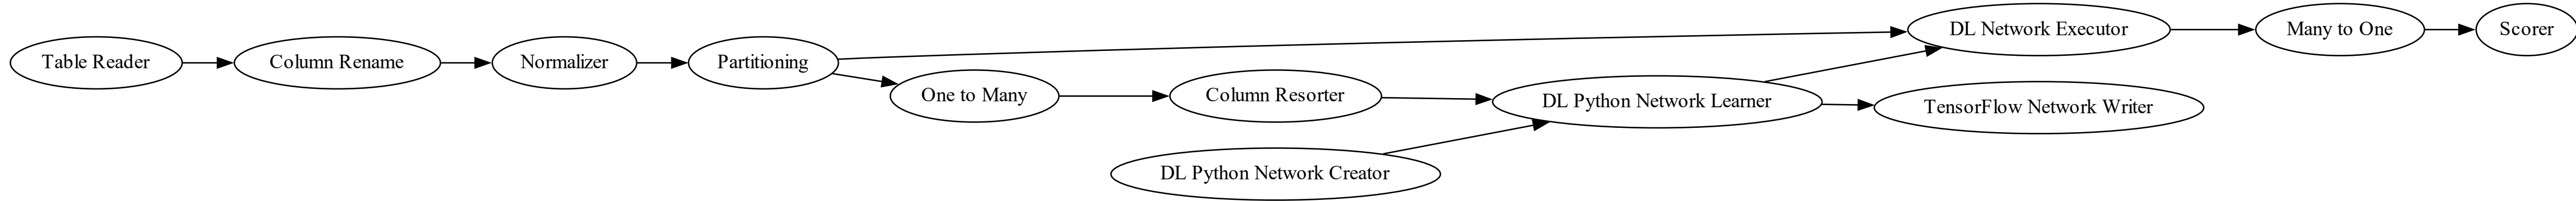 Table Reader
Column Rename
Normalizer
Partitioning
One to Many
Column Resorter
DL Python Network Creator
DL Python Network Learner
DL Network Executor
TensorFlow Network Writer
Many to One
Scorer